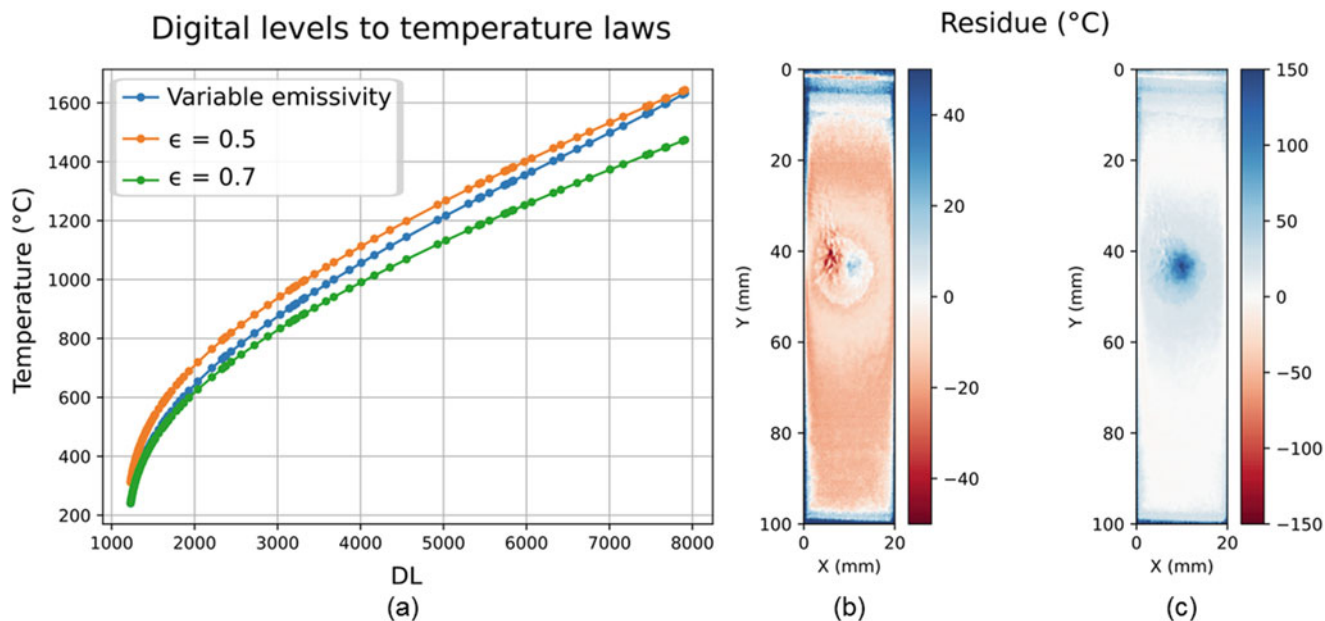 Digital levels to temperature laws
Variable emissivity
ϵ = 0.5
ϵ = 0.7
Temperature (°C)
1600
1400
1200
1000
800
600
400
200
1000 2000 3000 4000 5000 6000 7000 8000
DL
(a)
Residue (°C)
Y (mm)
0
20
40
60
80
100
0 20
X (mm)
40
20
0
−20
−40
(b)
Y (mm)
0
20
40
60
80
100
0 20
X (mm)
150
100
50
0
−50
−100
−150
(c)